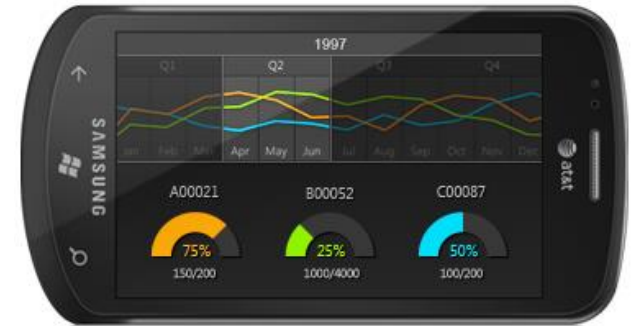 1997
Q1 Q2 Q3 Q4
Jan Feb Mar Apr May Jun Jul Aug Sep Oct Nov Dec
A00021 B00052 C00087
75% 25% 50%
150/200 1000/4000 100/200
SAMSUNG
at&t